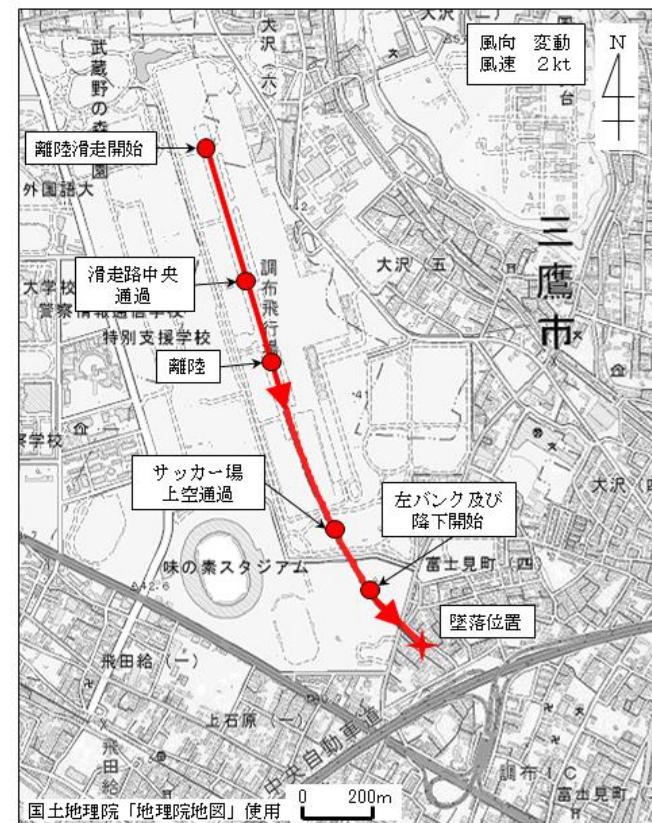 大沢（六）
風向 変動
風速 2kt
N
武蔵野の森
園
離陸滑走開始
外国語大
三鷹市
大沢（五）
滑走路中央
通過
調布飛行場
大学校
警察情報通信学校
特別支援学校
離陸
察学校
サッカー場
上空通過
左バンク及び
降下開始
大沢（四
味の素スタジアム
富士見町（四）
42.6
墜落位置
飛田給（一）
上石原（一）
中央自動車道
飛田給
調布IC
富士見町（
国土地理院「地理院地図」使用
0 200m